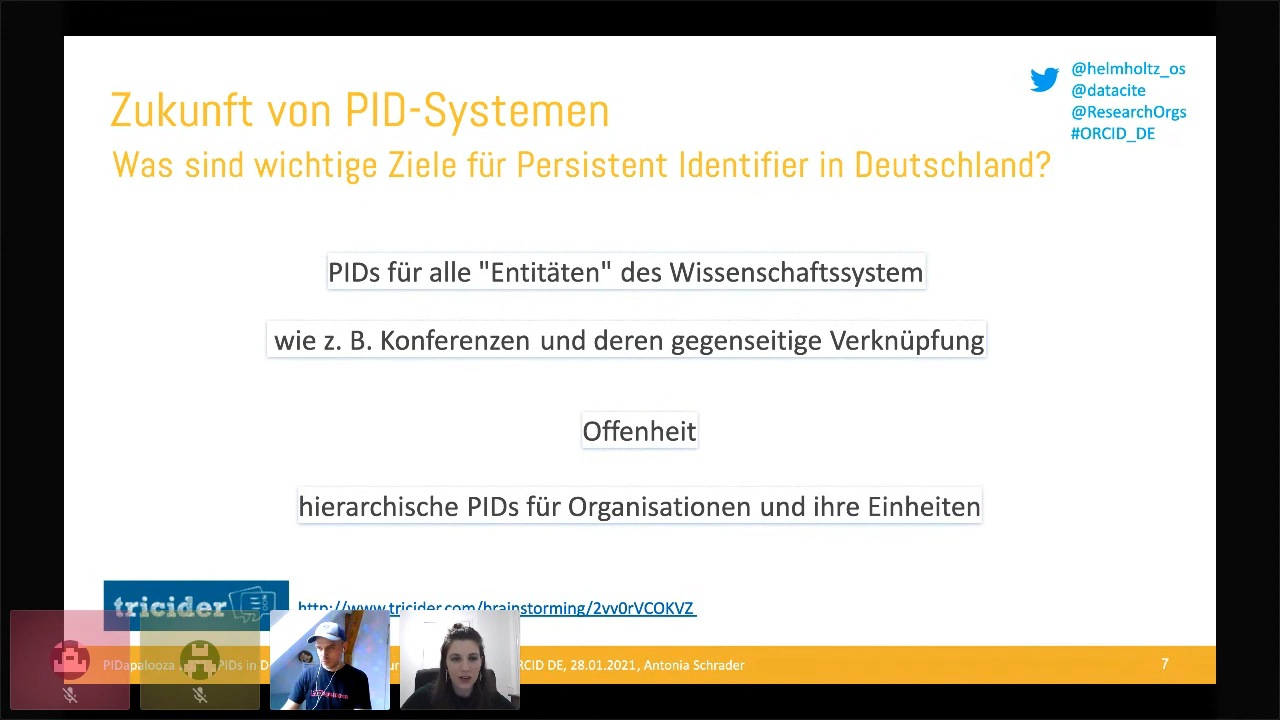 @helmholtz_os
@datacite
@ResearchOrgs
#ORCID_DE
Zukunft von PID-Systemen
Was sind wichtige Ziele für Persistent Identifier in Deutschland?
PIDs für alle "Entitäten" des Wissenschaftssystem
wie z. B. Konferenzen und deren gegenseitige Verknüpfung
Offenheit
hierarchische PIDs für Organisationen und ihre Einheiten
tricider
http://www.tricider.com/brainstorming/2vv0rVCOKVZ
PIDapalooza PIDs in D ORCID DE, 28.01.2021, Antonia Schrader
7